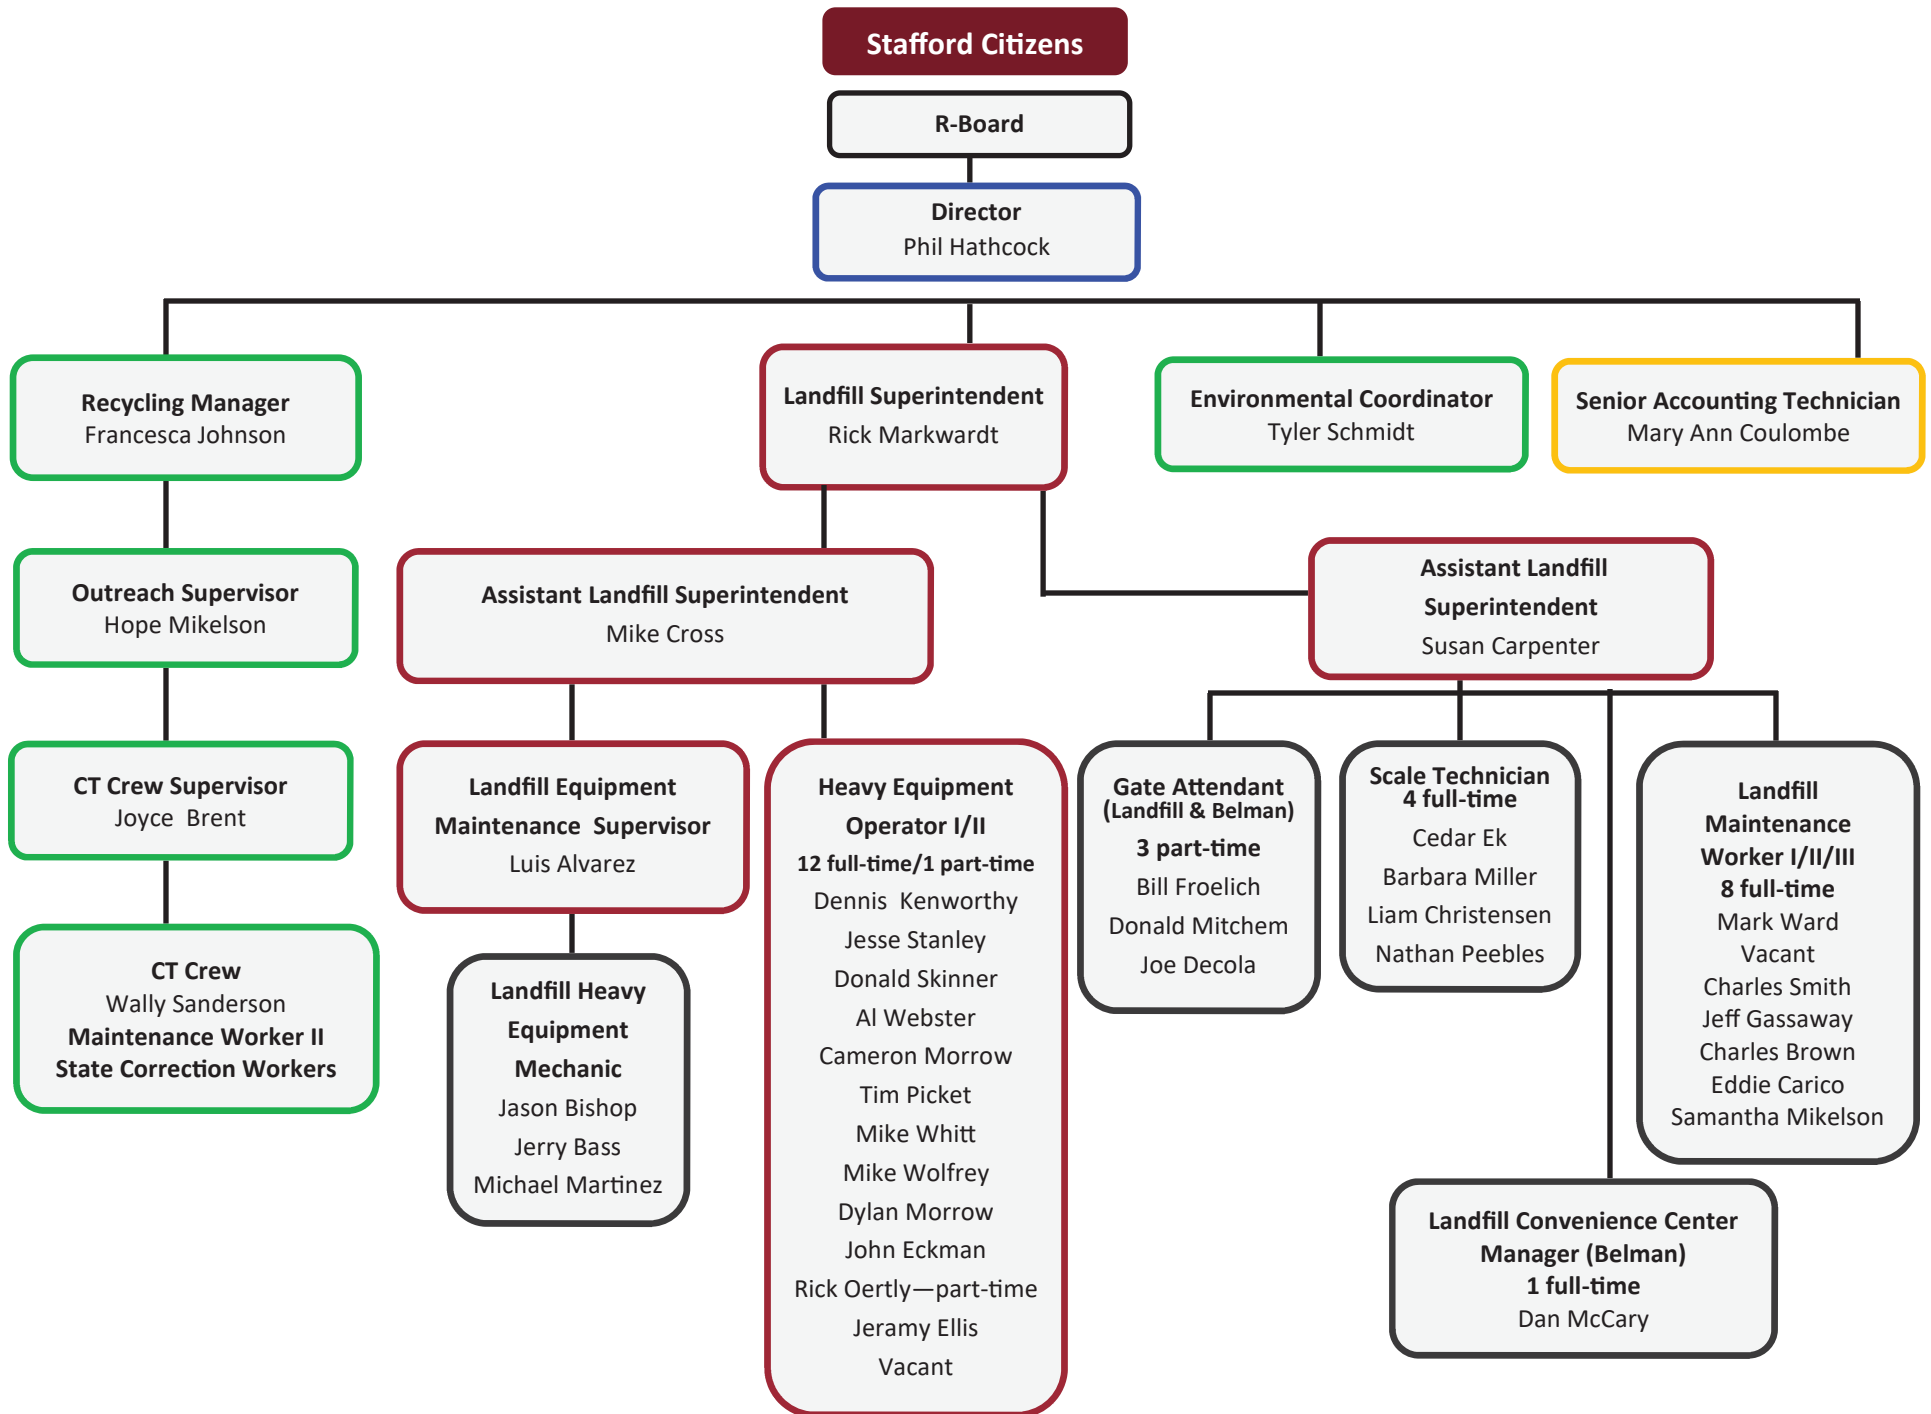 Stafford Citizens
R-Board
Director
Phil Hathcock
Recycling Manager
Francesca Johnson
Landfill Superintendent
Rick Markwardt
Environmental Coordinator
Tyler Schmidt
Senior Accounting Technician
Mary Ann Coulombe
Outreach Supervisor
Hope Mikelson
Assistant Landfill Superintendent
Mike Cross
Assistant Landfill
Superintendent
Susan Carpenter
CT Crew Supervisor
Joyce  Brent
Landfill Equipment
Maintenance  Supervisor
Luis Alvarez
Heavy Equipment
Operator I/II
12 full-time/1 part-time
Dennis  Kenworthy
Jesse Stanley
Donald Skinner
Al Webster
Cameron Morrow
Tim Picket
Mike Whitt
Mike Wolfrey
Dylan Morrow
John Eckman
Rick Oertly—part-time
Jeramy Ellis
Vacant
Gate Attendant
(Landfill & Belman)
3 part-time
Bill Froelich
Donald Mitchem
Joe Decola
Scale Technician
4 full-time
Cedar Ek
Barbara Miller
Liam Christensen
Nathan Peebles
Landfill
Maintenance
Worker I/II/III
8 full-time
Mark Ward
Vacant
Charles Smith
Jeff Gassaway
Charles Brown
Eddie Carico
Samantha Mikelson
CT Crew
Wally Sanderson
Maintenance Worker II
State Correction Workers
Landfill Heavy
Equipment
Mechanic
Jason Bishop
Jerry Bass
Michael Martinez
Landfill Convenience Center
Manager (Belman)
1 full-time
Dan McCary